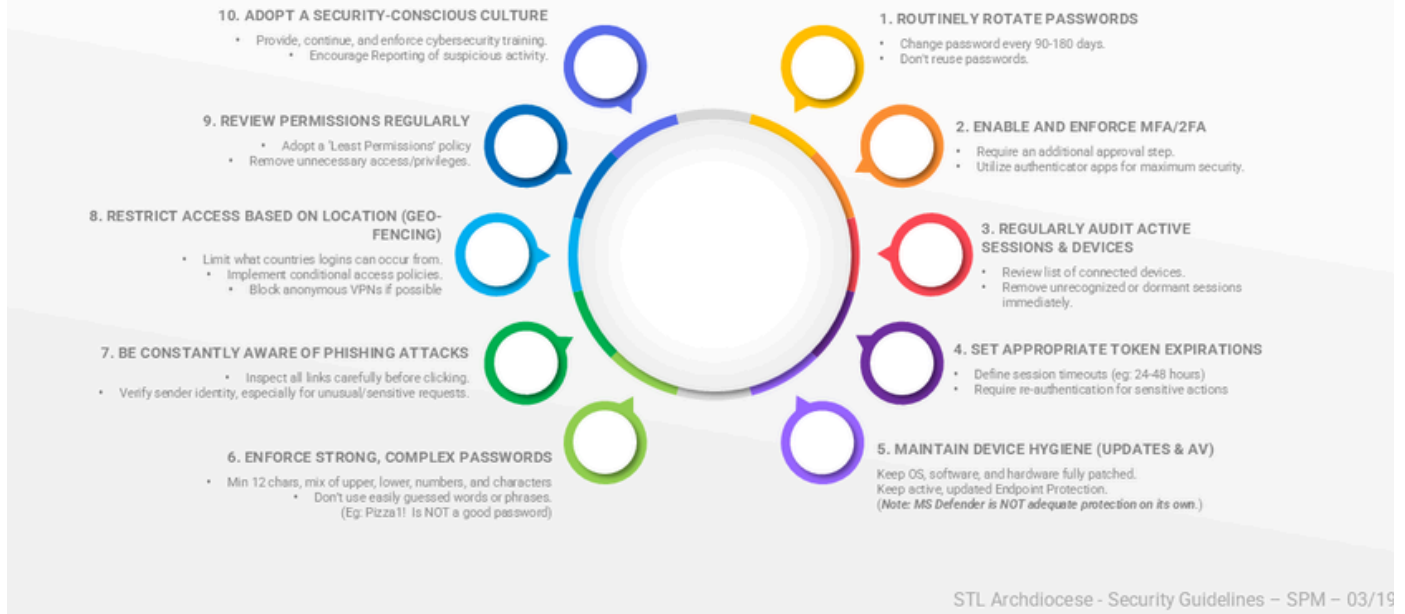 1. ROUTINELY ROTATE PASSWORDS
• Change password every 90-180 days.
• Don't reuse passwords.
2. ENABLE AND ENFORCE MFA/2FA
• Require an additional approval step.
• Utilize authenticator apps for maximum security.
3. REGULARLY AUDIT ACTIVE
SESSIONS & DEVICES
• Review list of connected devices.
• Remove unrecognized or dormant sessions
immediately.
4. SET APPROPRIATE TOKEN EXPIRATIONS
• Define session timeouts (eg: 24-48 hours)
• Require re-authentication for sensitive actions
5. MAINTAIN DEVICE HYGIENE (UPDATES & AV)
Keep OS, software, and hardware fully patched.
Keep active, updated Endpoint Protection.
(Note: MS Defender is NOT adequate protection on its own.)
6. ENFORCE STRONG, COMPLEX PASSWORDS
• Min 12 chars, mix of upper, lower, numbers, and characters
• Don't use easily guessed words or phrases.
(Eg: Pizza1! Is NOT a good password)
7. BE CONSTANTLY AWARE OF PHISHING ATTACKS
• Inspect all links carefully before clicking.
• Verify sender identity, especially for unusual/sensitive requests.
8. RESTRICT ACCESS BASED ON LOCATION (GEO-
FENCING)
• Limit what countries logins can occur from.
• Implement conditional access policies.
• Block anonymous VPNs if possible
9. REVIEW PERMISSIONS REGULARLY
• Adopt a 'Least Permissions' policy
• Remove unnecessary access/privileges.
10. ADOPT A SECURITY-CONSCIOUS CULTURE
• Provide, continue, and enforce cybersecurity training.
• Encourage Reporting of suspicious activity.
STL Archdiocese - Security Guidelines – SPM – 03/19